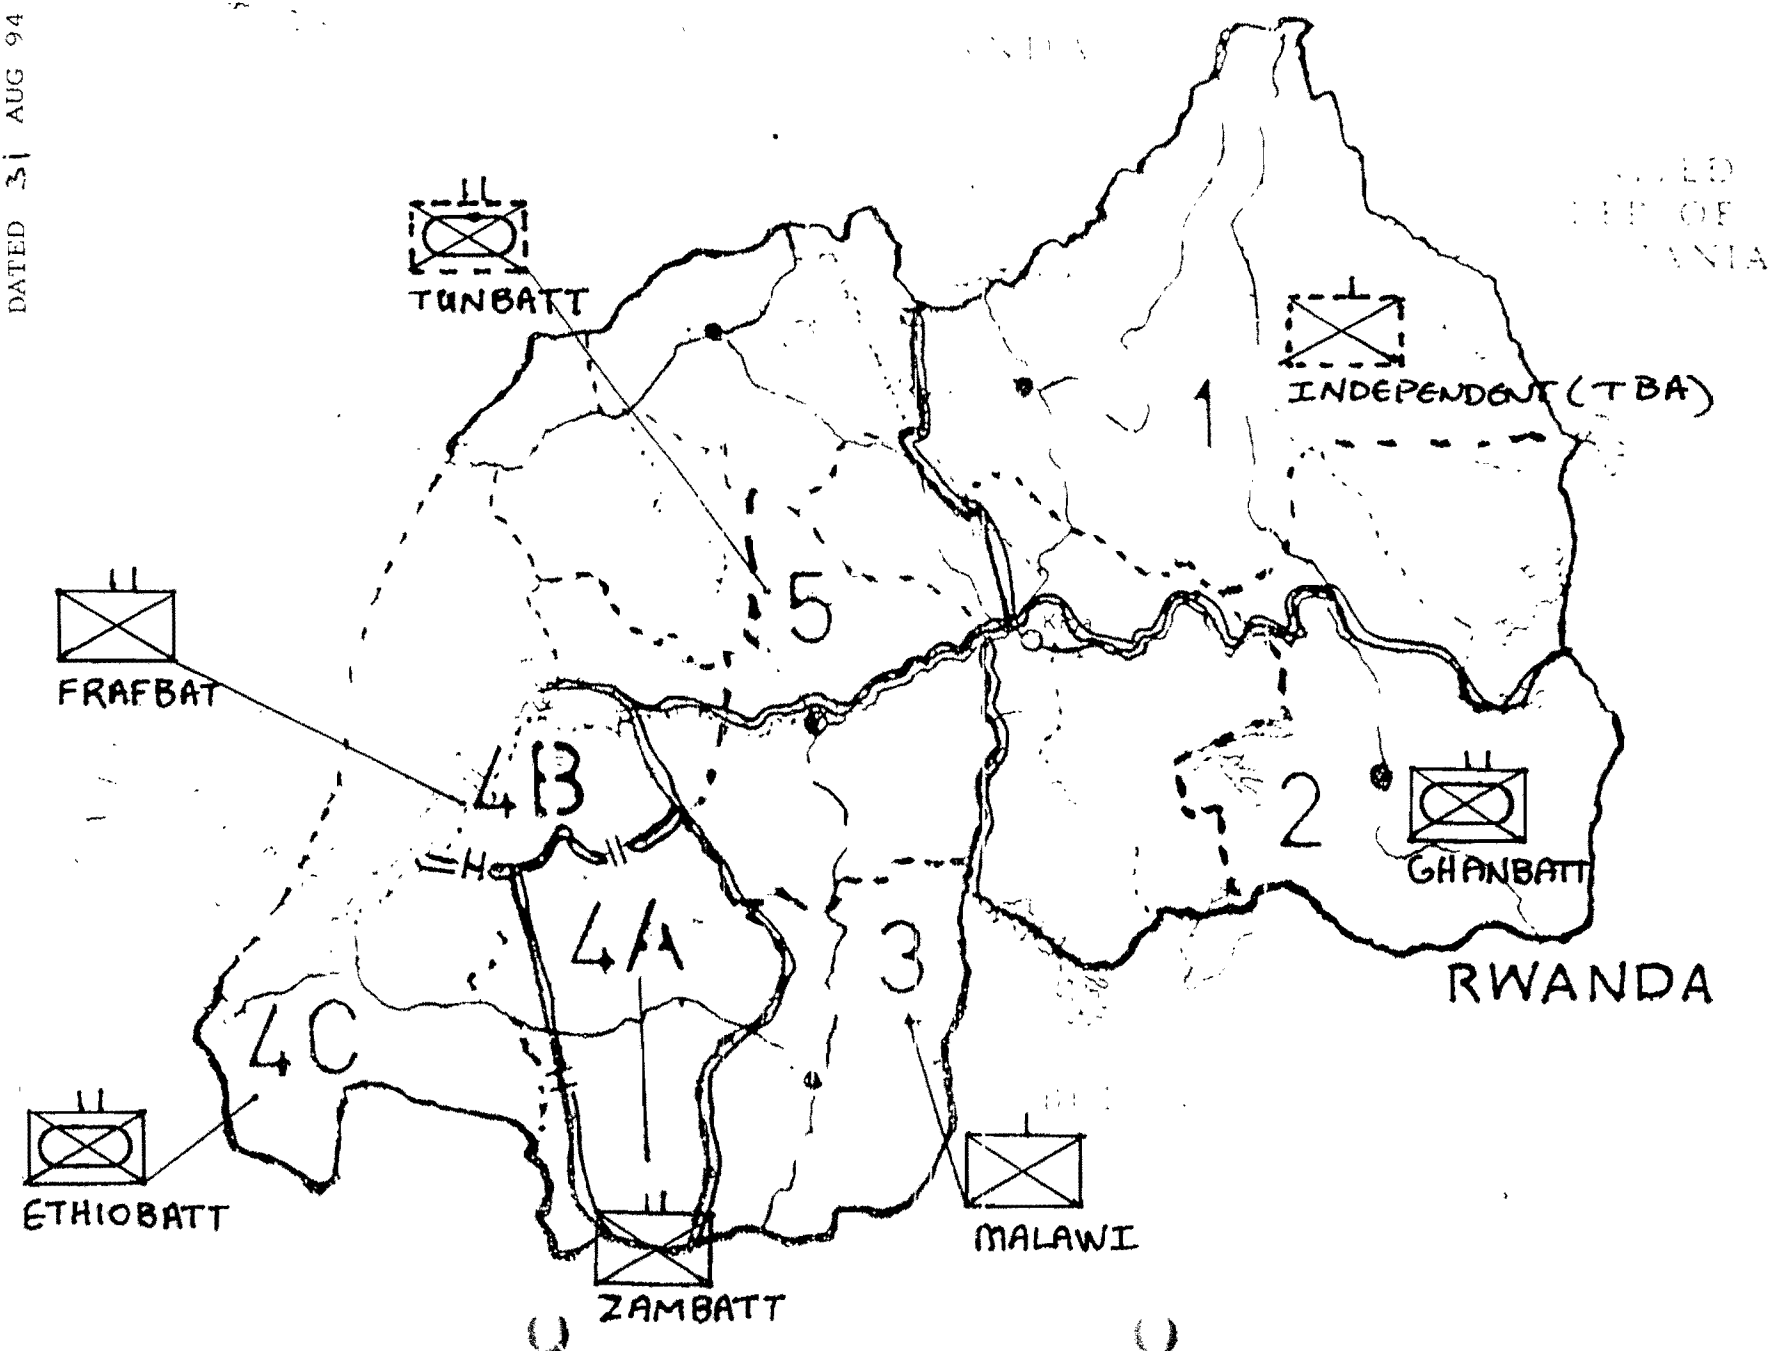 DATED 31 AUG 94
TUNBATT
INDEPENDENT (TBA)
1
5
FRAFBAT
4B
2
GHANBATT
4A
3
RWANDA
4C
ETHIOBATT
MALAWI
ZAMBATT